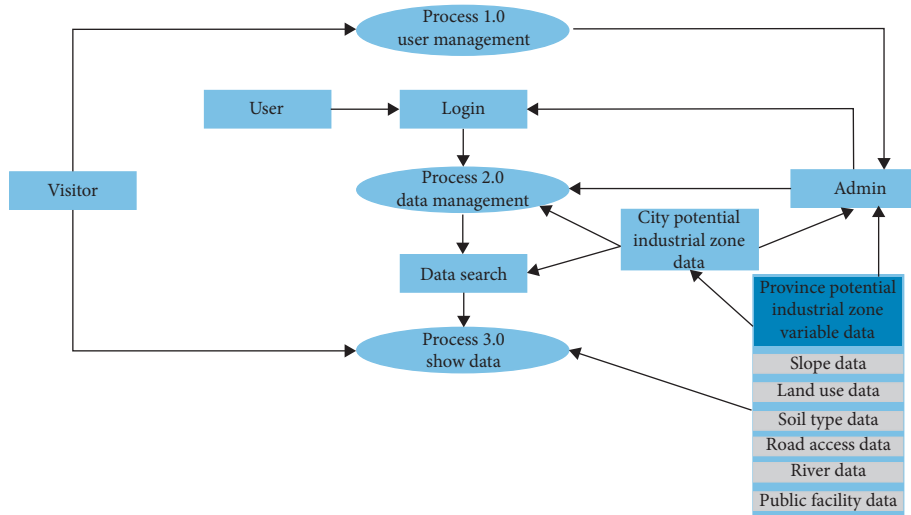 Process 1.0
user management
User
Login
Visitor
Process 2.0
data management
Admin
City potential
industrial zone
data
Data search
Province potential
industrial zone
variable data
Process 3.0
show data
Slope data
Land use data
Soil type data
Road access data
River data
Public facility data